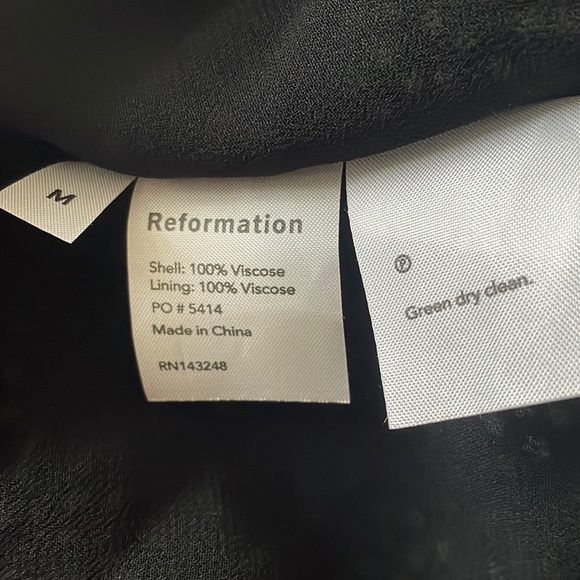 M
Reformation
Shell: 100% Viscose
Lining: 100% Viscose
PO # 5414
Made in China
RN143248
Ⓟ
Green dry clean.